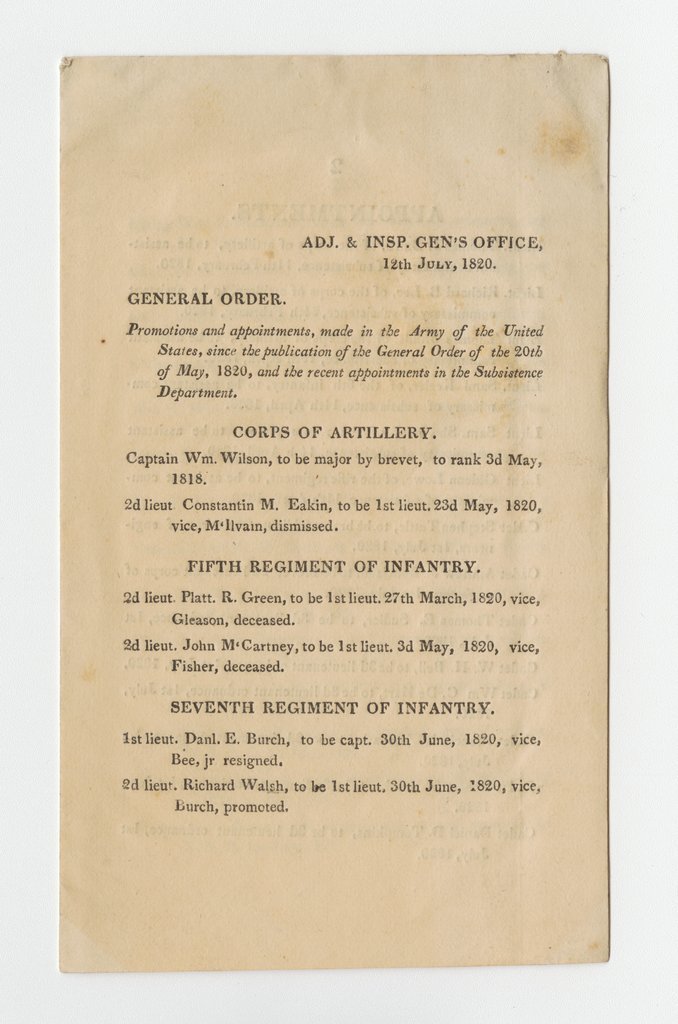 ADJ. & INSP. GEN'S OFFICE,
12th JULY, 1820.
GENERAL ORDER.
Promotions and appointments, made in the Army of the United
States, since the publication of the General Order of the 20th
of May, 1820, and the recent appointments in the Subsistence
Department.
CORPS OF ARTILLERY.
Captain Wm. Wilson, to be major by brevet, to rank 3d May,
1818.
2d lieut Constantin M. Eakin, to be 1st lieut. 23d May, 1820,
vice, M‘Ilvain, dismissed.
FIFTH REGIMENT OF INFANTRY.
2d lieut. Platt. R. Green, to be 1st lieut. 27th March, 1820, vice,
Gleason, deceased.
2d lieut. John M‘Cartney, to be 1st lieut. 3d May, 1820, vice,
Fisher, deceased.
SEVENTH REGIMENT OF INFANTRY.
1st lieut. Danl. E. Burch, to be capt. 30th June, 1820, vice,
Bee, jr resigned.
2d lieut. Richard Walsh, to be 1st lieut. 30th June, 1820, vice,
Burch, promoted.